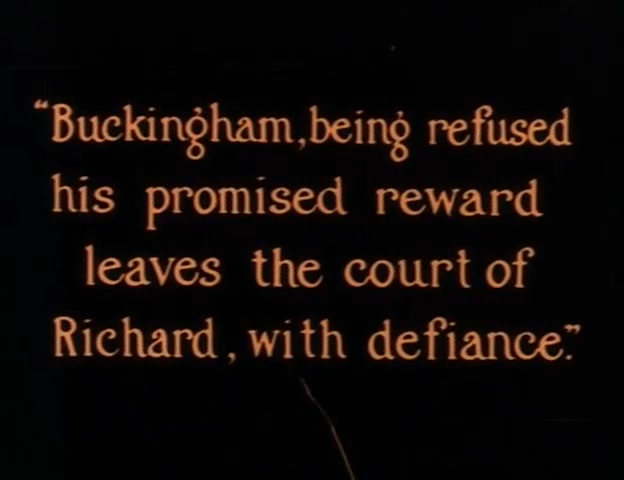 “Buckingham, being refused
his promised reward
leaves the court of
Richard, with defiance.”